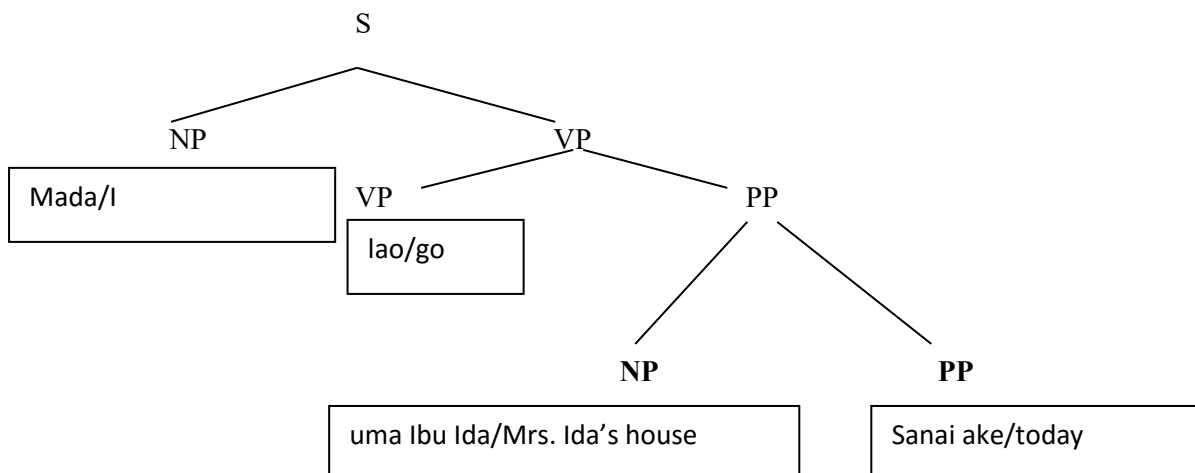 S
NP VP
Mada/I
VP PP
lao/go
NP PP
uma Ibu Ida/Mrs. Ida’s house
Sanai ake/today